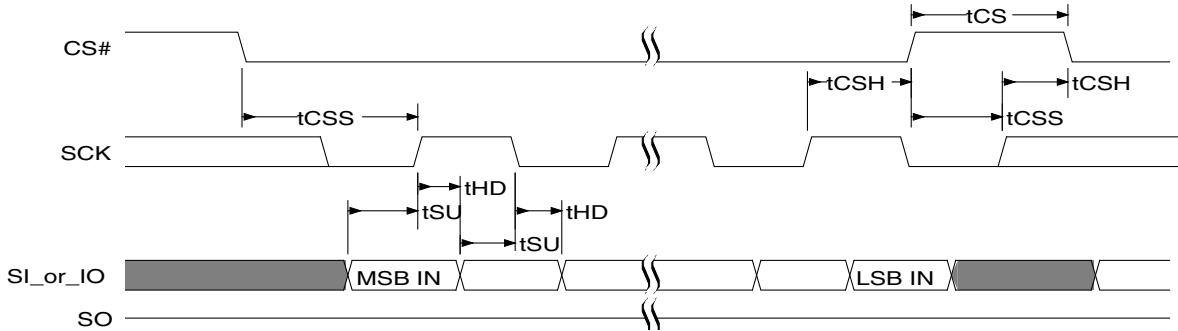 tCS
CS#
tCSH
tCSH
tCSS
tCSS
SCK
tHD
tSU
tHD
tSU
SI_or_IO
MSB IN
LSB IN
SO